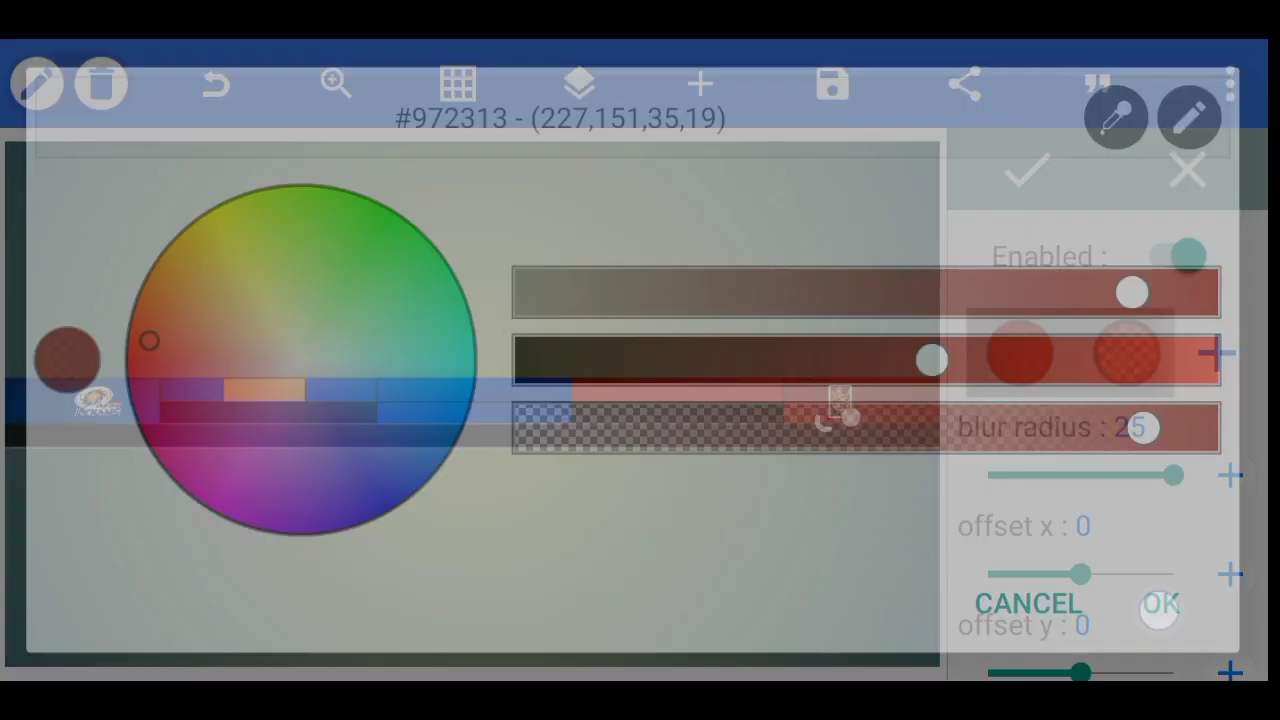 #972313 - (227,151,35,19)
Enabled :
blur radius : 25
offset x : 0
CANCEL
OK
offset y : 0